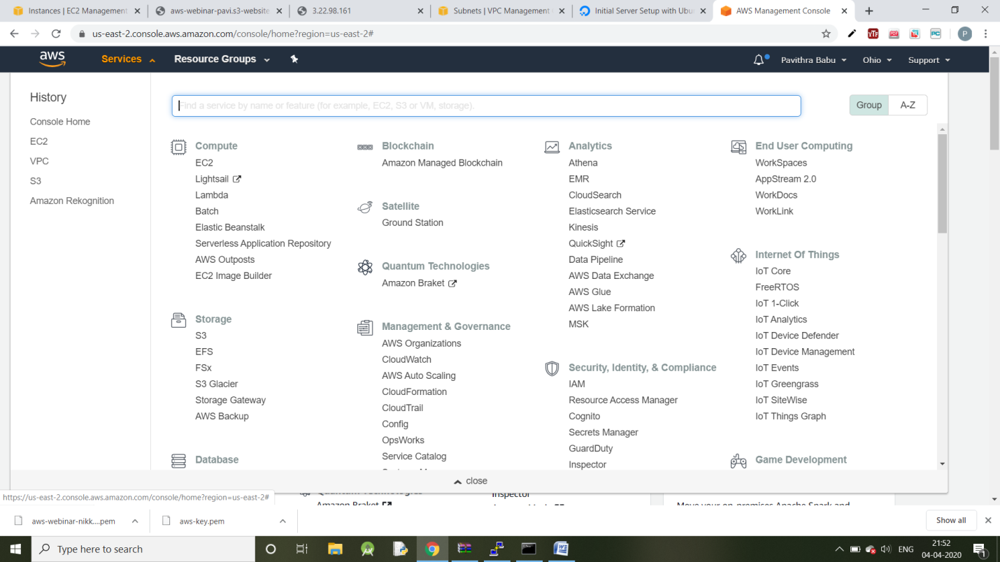 Instances | EC2 Management
aws-webinar-pavi.s3-website
3.22.98.161
Subnets | VPC Management
Initial Server Setup with Ubu
AWS Management Console
us-east-2.console.aws.amazon.com/console/home?region=us-east-2#
YTF
PDF
PC
P
aws
Services
Resource Groups
Pavithra Babu
Ohio
Support
History
Console Home
EC2
VPC
S3
Amazon Rekognition
Find a service by name or feature (for example, EC2, S3 or VM, storage).
Group
A-Z
Compute
EC2
Lightsail
Lambda
Batch
Elastic Beanstalk
Serverless Application Repository
AWS Outposts
EC2 Image Builder
Storage
S3
EFS
FSx
S3 Glacier
Storage Gateway
AWS Backup
Database
Blockchain
Amazon Managed Blockchain
Satellite
Ground Station
Quantum Technologies
Amazon Braket
Management & Governance
AWS Organizations
CloudWatch
AWS Auto Scaling
CloudFormation
CloudTrail
Config
OpsWorks
Service Catalog
Analytics
Athena
EMR
CloudSearch
Elasticsearch Service
Kinesis
QuickSight
Data Pipeline
AWS Data Exchange
AWS Glue
AWS Lake Formation
MSK
Security, Identity, & Compliance
IAM
Resource Access Manager
Cognito
Secrets Manager
GuardDuty
Inspector
End User Computing
WorkSpaces
AppStream 2.0
WorkDocs
WorkLink
Internet Of Things
IoT Core
FreeRTOS
IoT 1-Click
IoT Analytics
IoT Device Defender
IoT Device Management
IoT Events
IoT Greengrass
IoT SiteWise
IoT Things Graph
Game Development
close
https://us-east-2.console.aws.amazon.com/console/home?region=us-east-2#
Quantum Technologies
Amazon Braket
Inspector
Move your on-premises Apache Spark and
aws-webinar-nikk....pem
aws-key.pem
Show all
Type here to search
ENG
21:52
04-04-2020
1